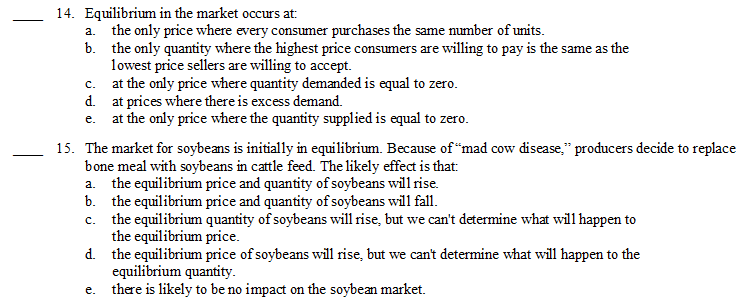 ____ 14. Equilibrium in the market occurs at:
a. the only price where every consumer purchases the same number of units.
b. the only quantity where the highest price consumers are willing to pay is the same as the
lowest price sellers are willing to accept.
c. at the only price where quantity demanded is equal to zero.
d. at prices where there is excess demand.
e. at the only price where the quantity supplied is equal to zero.
____ 15. The market for soybeans is initially in equilibrium. Because of “mad cow disease,” producers decide to replace
bone meal with soybeans in cattle feed. The likely effect is that:
a. the equilibrium price and quantity of soybeans will rise.
b. the equilibrium price and quantity of soybeans will fall.
c. the equilibrium quantity of soybeans will rise, but we can't determine what will happen to
the equilibrium price.
d. the equilibrium price of soybeans will rise, but we can't determine what will happen to the
equilibrium quantity.
e. there is likely to be no impact on the soybean market.